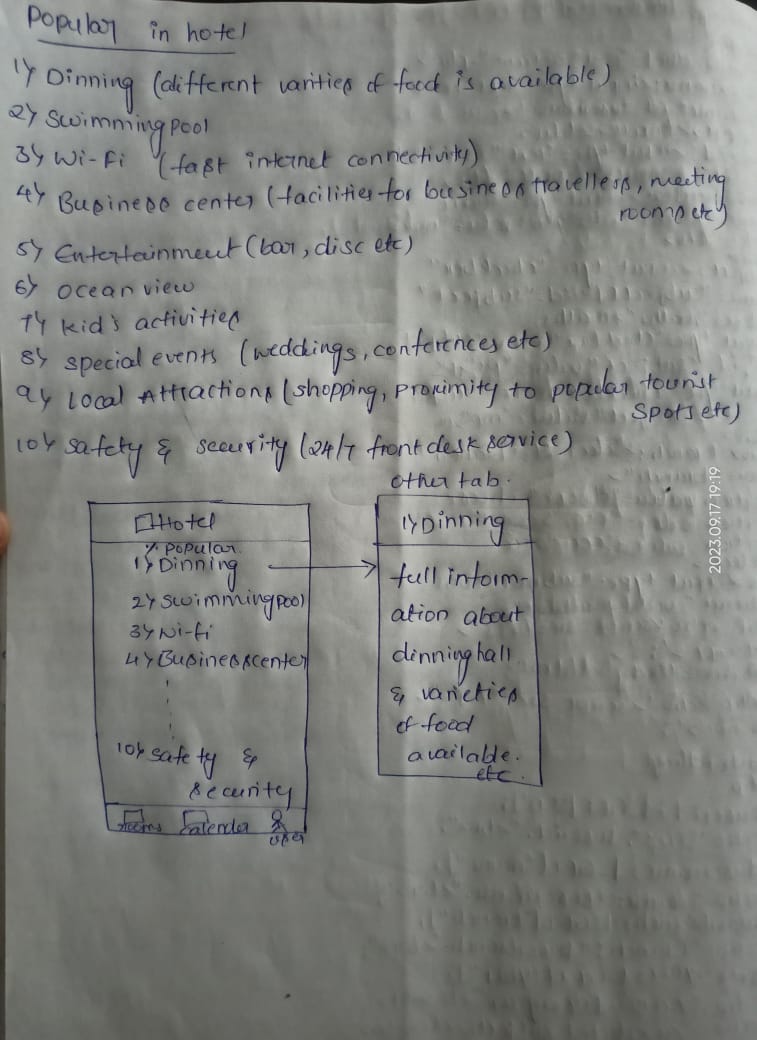 Popular in hotel
1) Dinning (different varities of food is available)
2) Swimming pool
3) Wi-Fi (fast internet connectivity)
4) Business center (facilities for business travellers, meeting
rooms etc)
5) Entertainment (bar, disc etc)
6) ocean view
7) kid's activities
8) special events (weddings, conferences etc)
9) Local Attractions (shopping, Proximity to popular tourist
spots etc)
10) Safety & security (24/7 front desk service)
other tab.
Hotel
Popular
1) Dinning
2) Swimming pool
3) Wi-fi
4) Business center
10) Safety &
security
Rooms Calender User
1) Dinning
full inform-
ation about
dinning hall
& varieties
of food
available.
etc.
2023.09.17 19:19